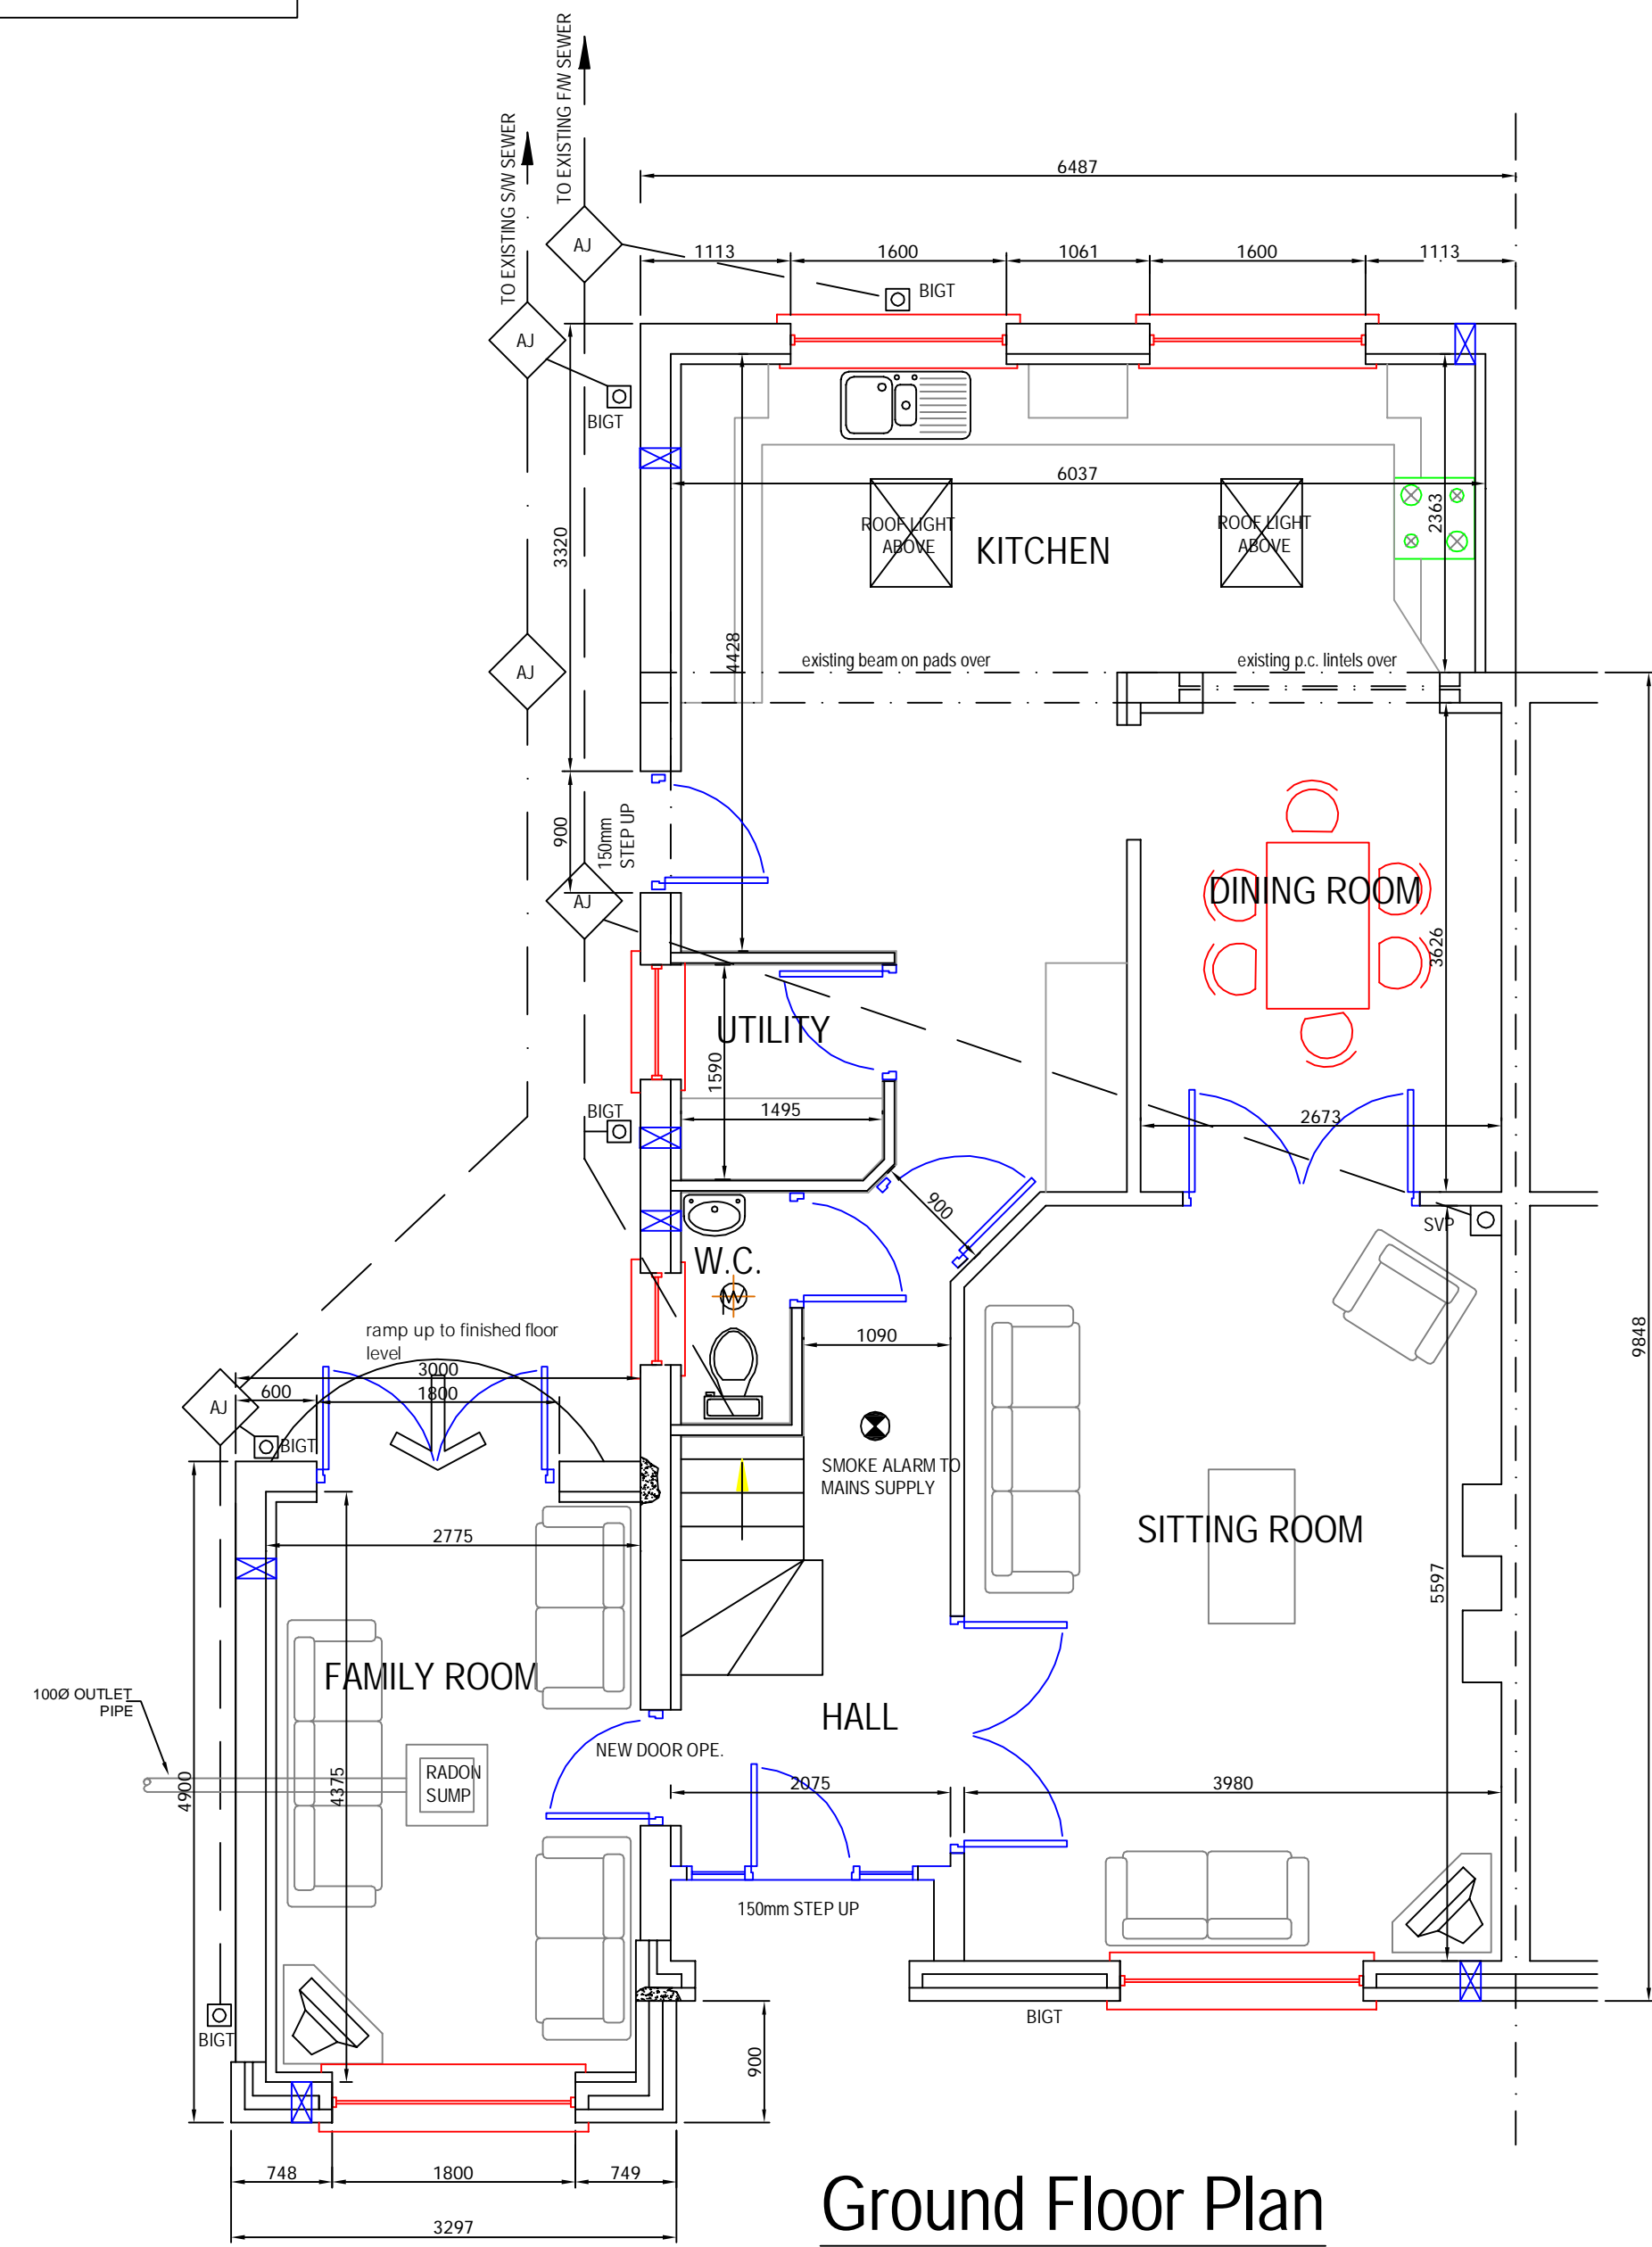 TO EXISTING F/W SEWER
TO EXISTING S/W SEWER
6487
AJ
1113
1600
1061
1600
1113
BIGT
AJ
BIGT
6037
3320
2363
ROOF LIGHT
ABOVE
ROOF LIGHT
ABOVE
KITCHEN
4428
existing beam on pads over
existing p.c. lintels over
AJ
900
150mm
STEP UP
AJ
DINING ROOM
3626
UTILITY
1590
1495
BIGT
2673
900
SVP
W.C.
ramp up to finished floor
level
1090
9848
3000
600
1800
AJ
BIGT
SMOKE ALARM TO
MAINS SUPPLY
2775
SITTING ROOM
5597
FAMILY ROOM
100Ø OUTLET
PIPE
HALL
NEW DOOR OPE.
RADON
SUMP
4900
4375
2075
3980
150mm STEP UP
BIGT
BIGT
900
748
1800
749
3297
Ground Floor Plan